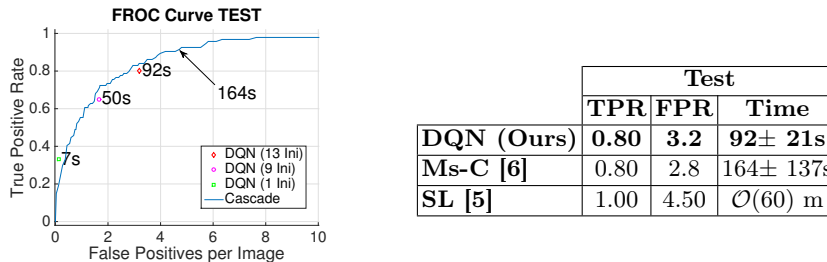 FROC Curve TEST
True Positive Rate
1
0.8
0.6
0.4
0.2
0
0 2 4 6 8 10
False Positives per Image
92s
50s
164s
7s
DQN (13 Ini)
DQN (9 Ini)
DQN (1 Ini)
Cascade
Test
TPR FPR Time
DQN (Ours) 0.80 3.2 92± 21s
Ms-C [6] 0.80 2.8 164± 137s
SL [5] 1.00 4.50 O(60) m